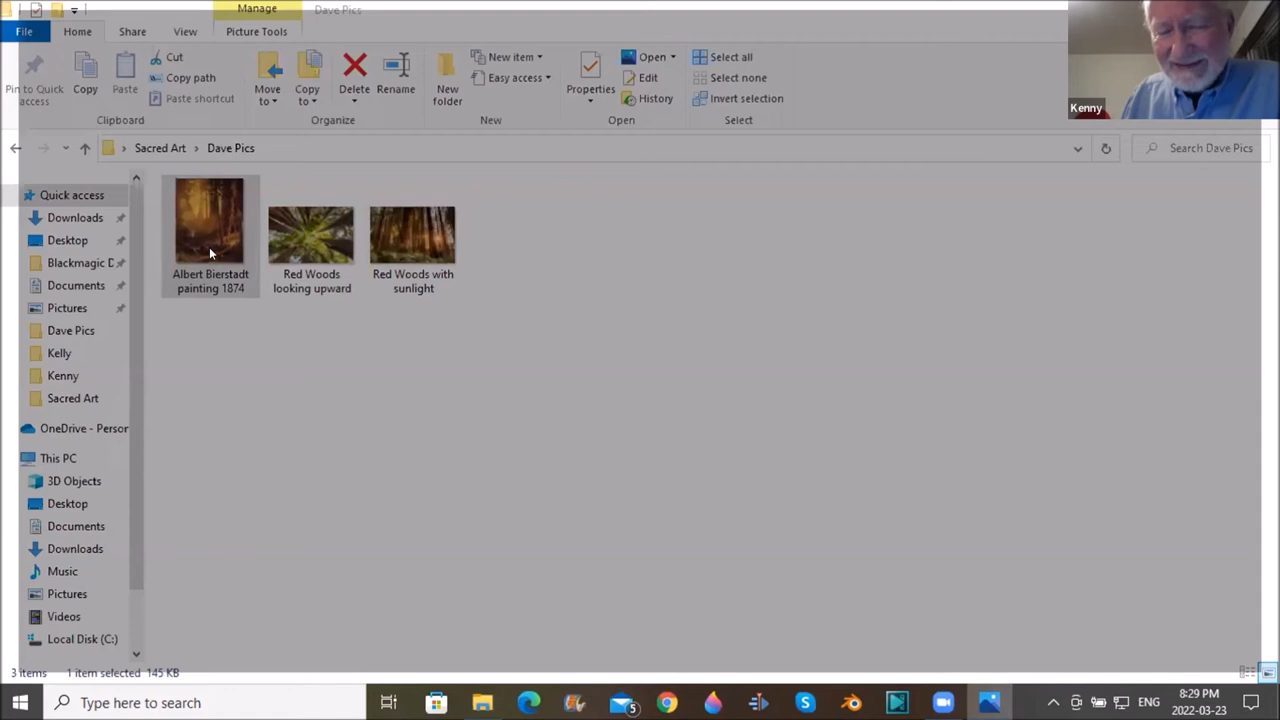 Manage
Dave Pics
File
Home
Share
View
Picture Tools
Pin to Quick access
Copy
Paste
Cut
Copy path
Paste shortcut
Clipboard
Move to
Copy to
Delete
Rename
Organize
New folder
New item
Easy access
New
Properties
Open
Edit
History
Open
Select all
Select none
Invert selection
Select
Kenny
Sacred Art
Dave Pics
Search Dave Pics
Quick access
Downloads
Desktop
Blackmagic D
Documents
Pictures
Dave Pics
Kelly
Kenny
Sacred Art
OneDrive - Persor
This PC
3D Objects
Desktop
Documents
Downloads
Music
Pictures
Videos
Local Disk (C:)
Albert Bierstadt
painting 1874
Red Woods
looking upward
Red Woods with
sunlight
3 items
1 item selected 145 KB
Type here to search
5
ENG
8:29 PM
2022-03-23